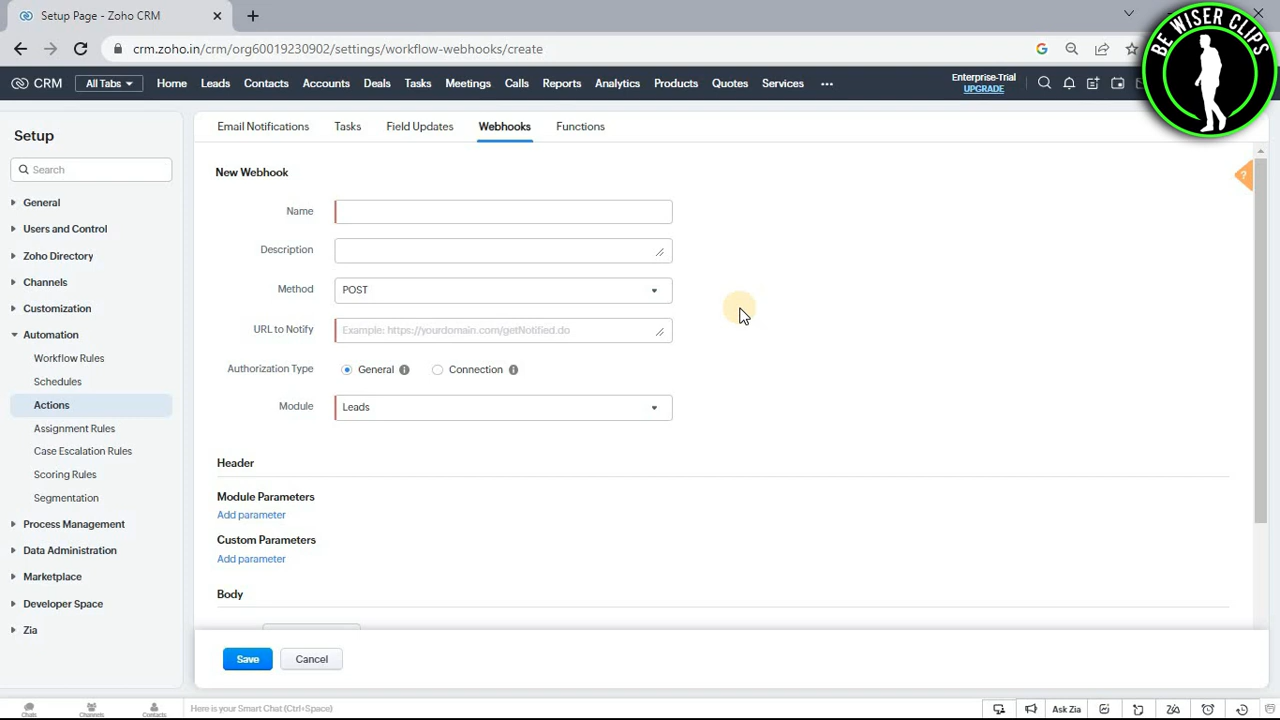 Setup Page - Zoho CRM
crm.zoho.in/crm/org60019230902/settings/workflow-webhooks/create
BE WISER CLIPS
CRM
All Tabs
Home
Leads
Contacts
Accounts
Deals
Tasks
Meetings
Calls
Reports
Analytics
Products
Quotes
Services
Enterprise-Trial
UPGRADE
Setup
Search
General
Users and Control
Zoho Directory
Channels
Customization
Automation
Workflow Rules
Schedules
Actions
Assignment Rules
Case Escalation Rules
Scoring Rules
Segmentation
Process Management
Data Administration
Marketplace
Developer Space
Zia
Email Notifications
Tasks
Field Updates
Webhooks
Functions
New Webhook
Name
Description
Method
POST
URL to Notify
Example: https://yourdomain.com/getNotified.do
Authorization Type
General
Connection
Module
Leads
Header
Module Parameters
Add parameter
Custom Parameters
Add parameter
Body
Save
Cancel
?
Chats
Channels
Contacts
Here is your Smart Chat (Ctrl+Space)
Ask Zia